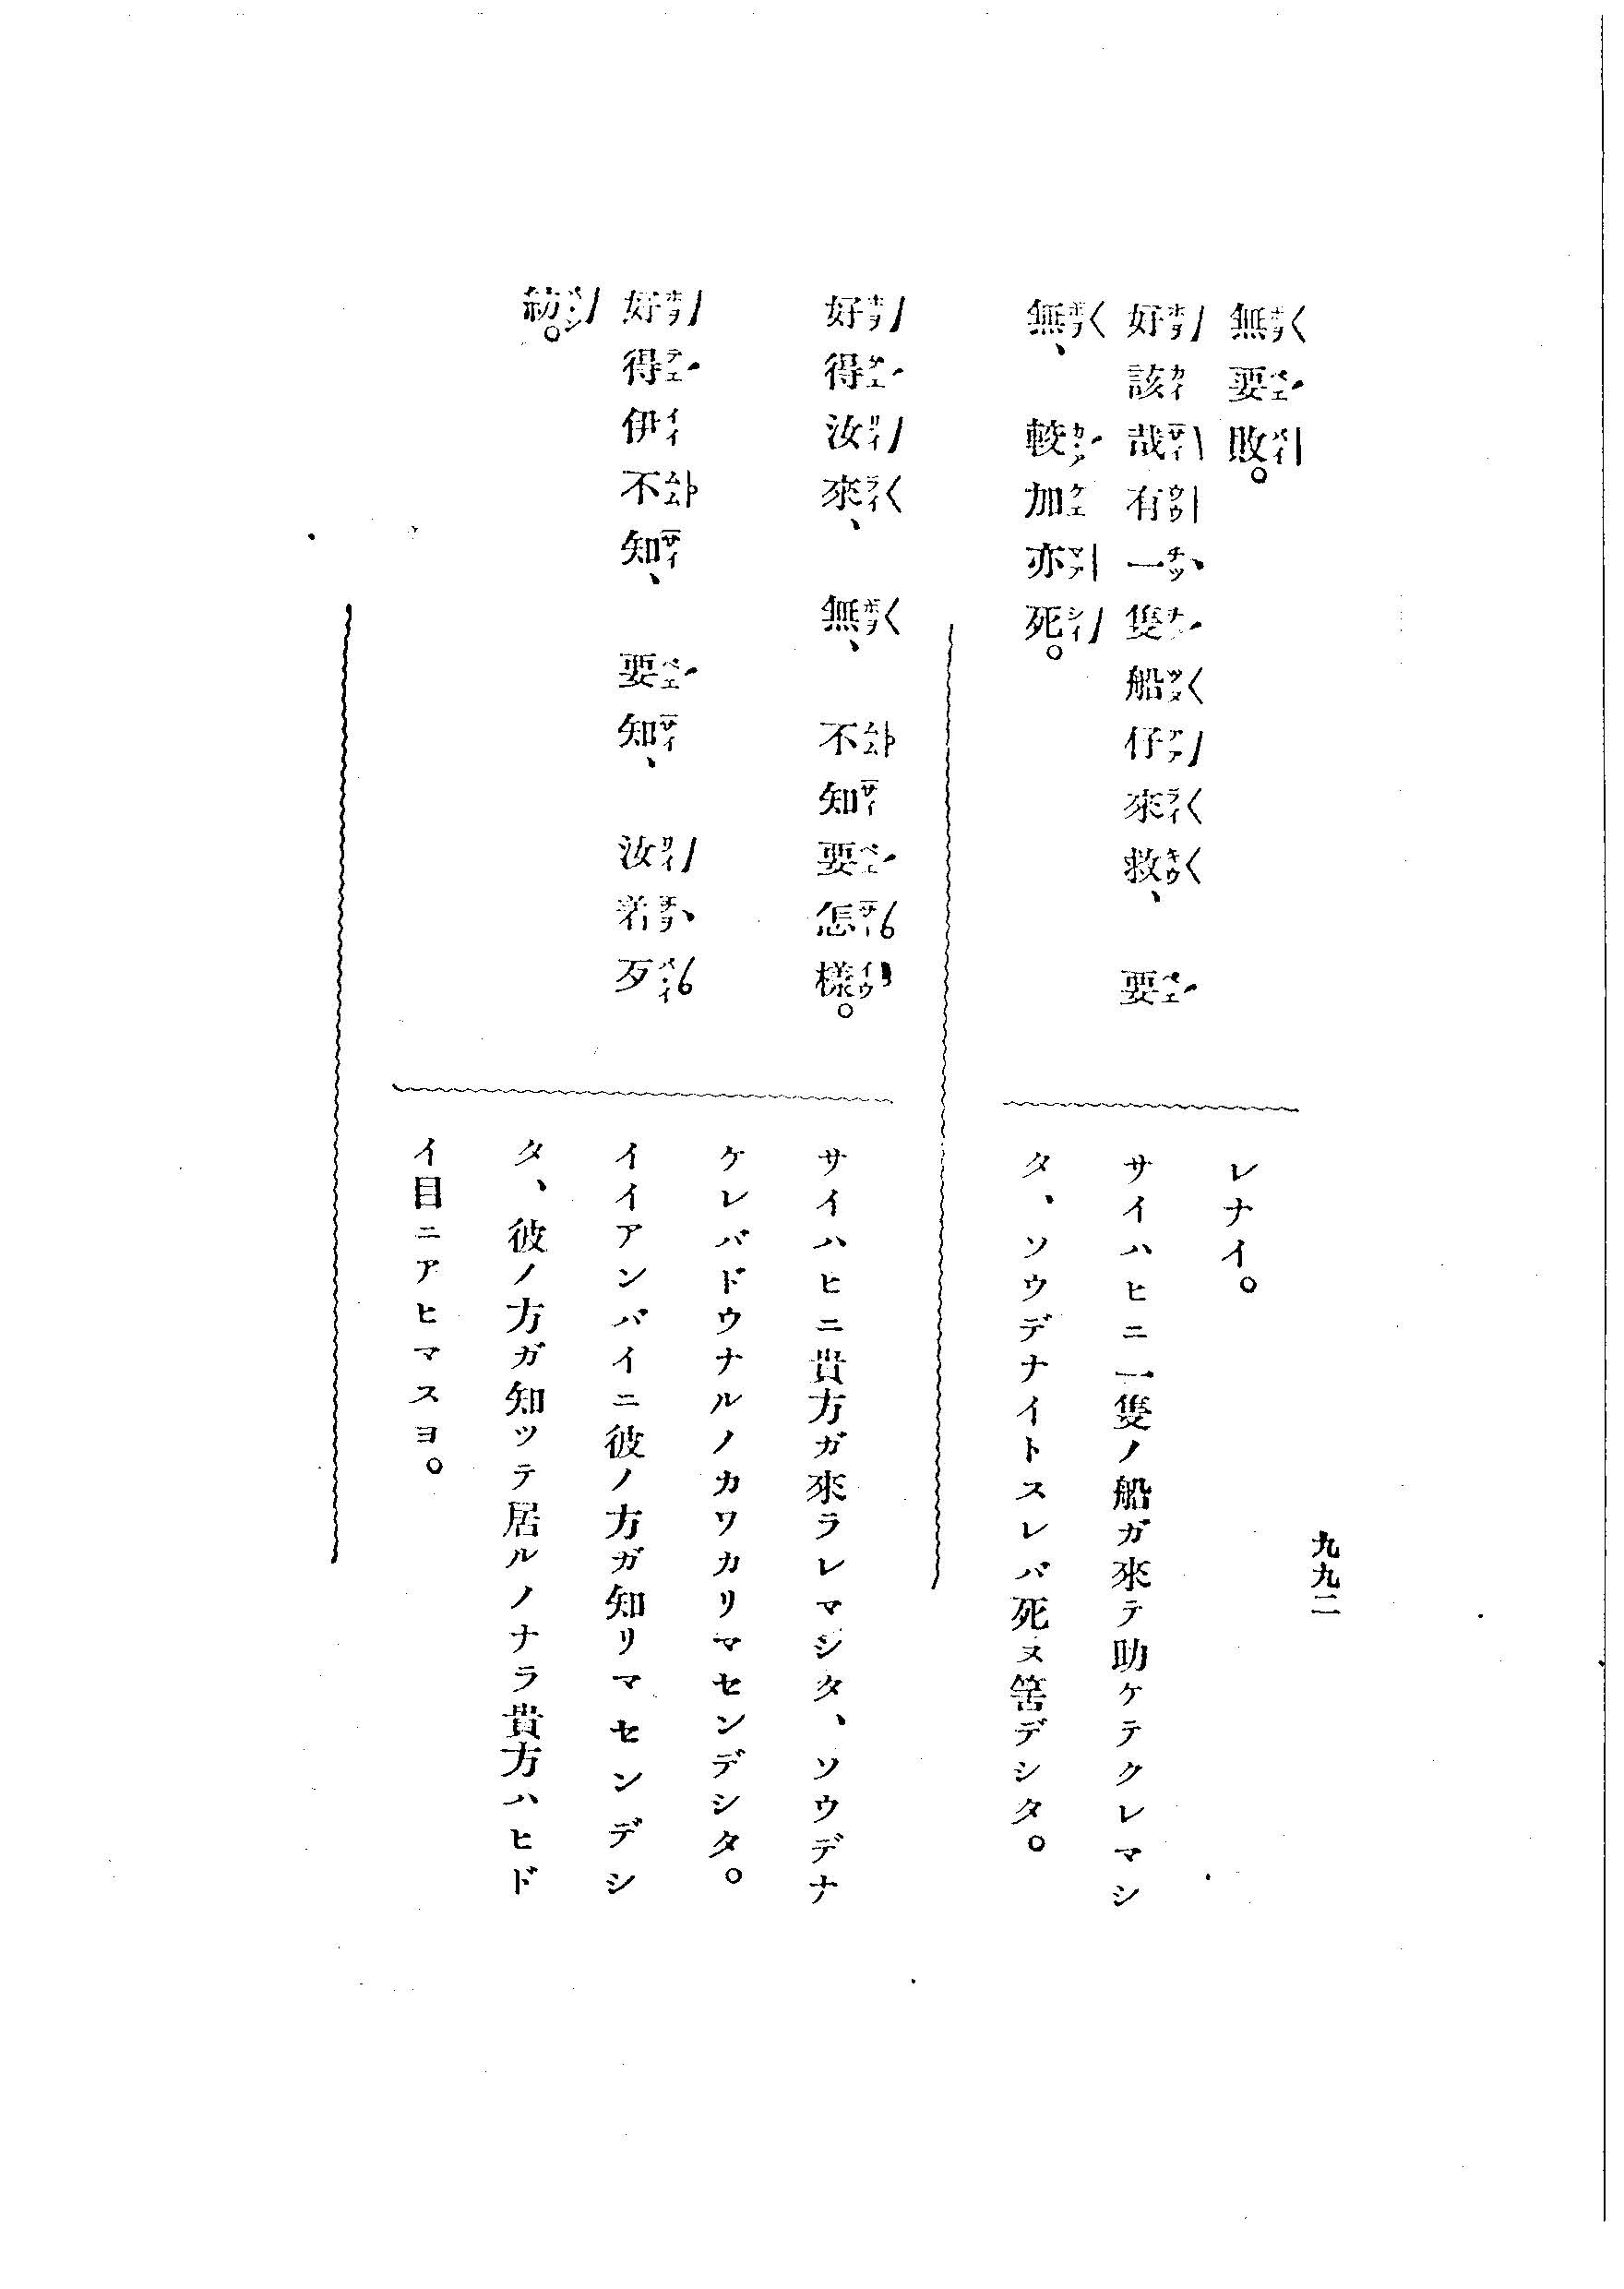 九九二
無要敗。
好該哉有一隻船仔來救、要
無、較加亦死。
レナイ。
サイハヒニ一隻ノ船ガ來テ助ケテクレマシ
タ、ソウデナイトスレバ死ヌ筈デシタ。
好得汝來、無、不知要怎樣。
好得伊不知、要知、汝着歹
紡。
サイハヒニ貴方ガ來ラレマシタ、ソウデナ
ケレバドウナルノカワカリマセンデシタ。
イイアンバイニ彼ノ方ガ知リマセンデシ
タ、彼ノ方ガ知ツテ居ルノナラ貴方ハヒド
イ目ニアヒマスヨ。